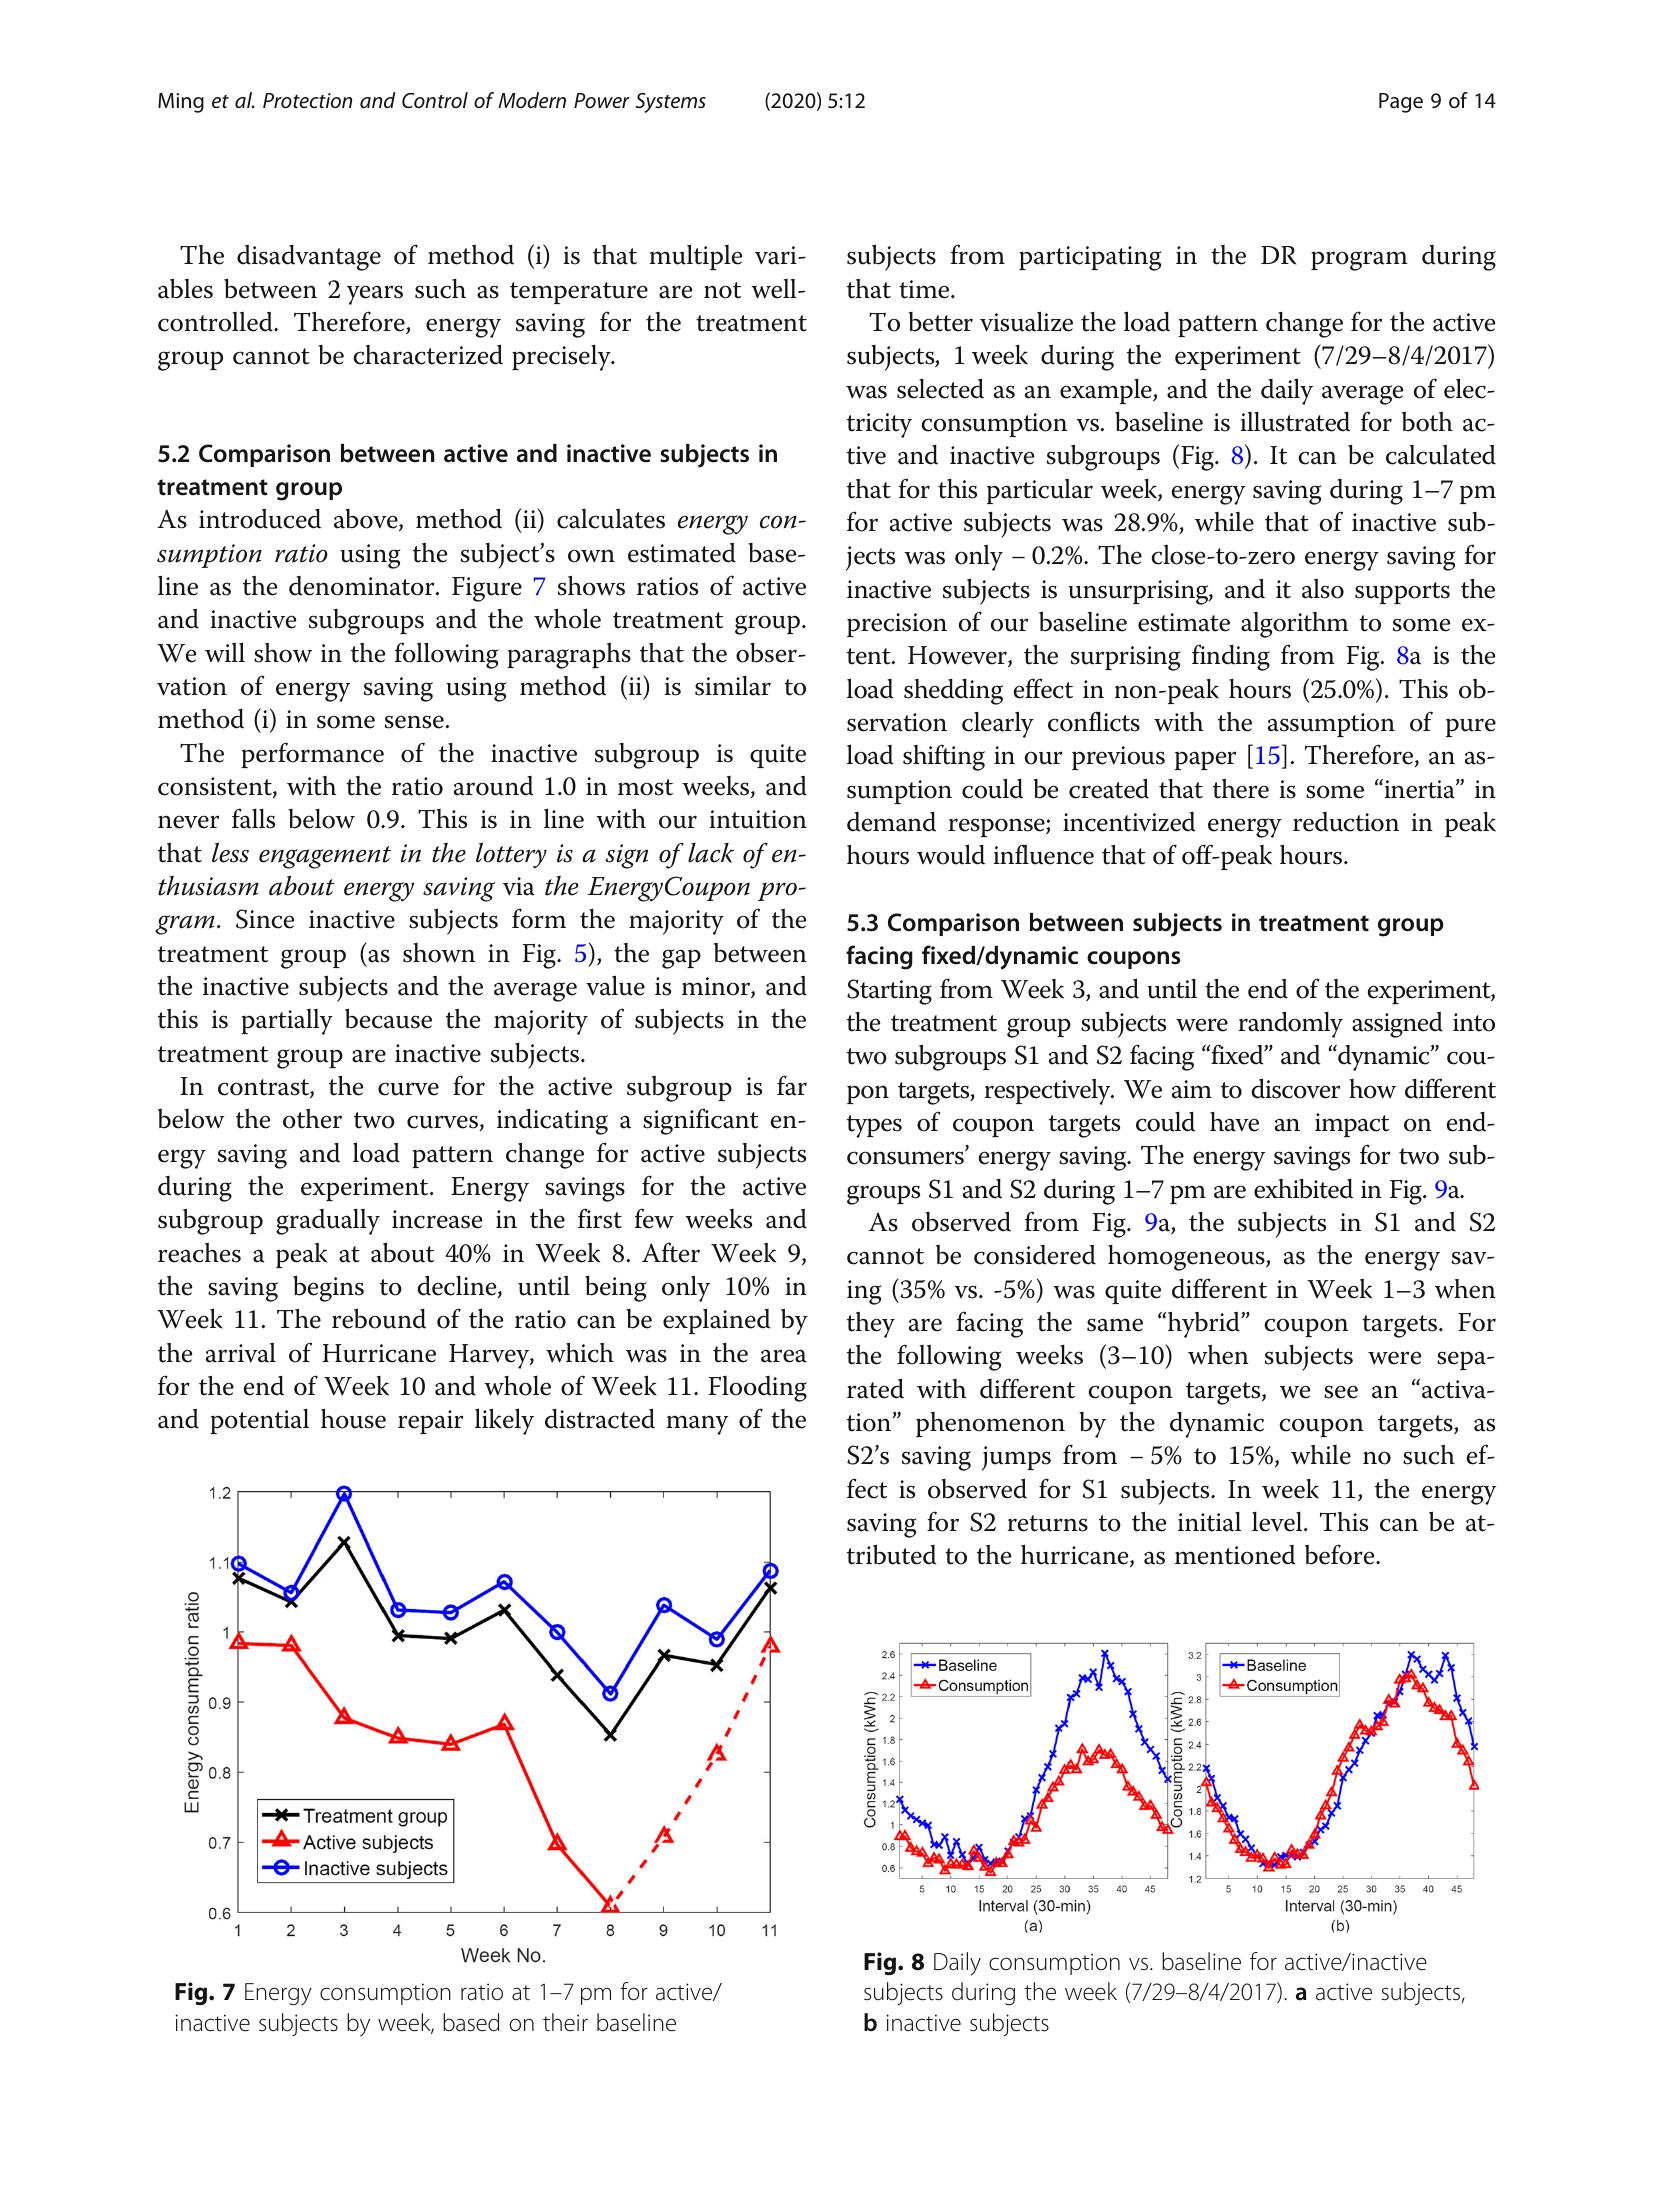 Ming et al. Protection and Control of Modern Power Systems (2020) 5:12 Page 9 of 14
The disadvantage of method (i) is that multiple vari-
ables between 2 years such as temperature are not well-
controlled. Therefore, energy saving for the treatment
group cannot be characterized precisely.
5.2 Comparison between active and inactive subjects in
treatment group
As introduced above, method (ii) calculates energy con-
sumption ratio using the subject's own estimated base-
line as the denominator. Figure 7 shows ratios of active
and inactive subgroups and the whole treatment group.
We will show in the following paragraphs that the obser-
vation of energy saving using method (ii) is similar to
method (i) in some sense.
The performance of the inactive subgroup is quite
consistent, with the ratio around 1.0 in most weeks, and
never falls below 0.9. This is in line with our intuition
that less engagement in the lottery is a sign of lack of en-
thusiasm about energy saving via the EnergyCoupon pro-
gram. Since inactive subjects form the majority of the
treatment group (as shown in Fig. 5), the gap between
the inactive subjects and the average value is minor, and
this is partially because the majority of subjects in the
treatment group are inactive subjects.
In contrast, the curve for the active subgroup is far
below the other two curves, indicating a significant en-
ergy saving and load pattern change for active subjects
during the experiment. Energy savings for the active
subgroup gradually increase in the first few weeks and
reaches a peak at about 40% in Week 8. After Week 9,
the saving begins to decline, until being only 10% in
Week 11. The rebound of the ratio can be explained by
the arrival of Hurricane Harvey, which was in the area
for the end of Week 10 and whole of Week 11. Flooding
and potential house repair likely distracted many of the
1.2
1.1
1
0.9
0.8
0.7
0.6
Energy consumption ratio
Treatment group
Active subjects
Inactive subjects
1 2 3 4 5 6 7 8 9 10 11
Week No.
Fig. 7 Energy consumption ratio at 1–7 pm for active/
inactive subjects by week, based on their baseline
subjects from participating in the DR program during
that time.
To better visualize the load pattern change for the active
subjects, 1 week during the experiment (7/29–8/4/2017)
was selected as an example, and the daily average of elec-
tricity consumption vs. baseline is illustrated for both ac-
tive and inactive subgroups (Fig. 8). It can be calculated
that for this particular week, energy saving during 1–7 pm
for active subjects was 28.9%, while that of inactive sub-
jects was only – 0.2%. The close-to-zero energy saving for
inactive subjects is unsurprising, and it also supports the
precision of our baseline estimate algorithm to some ex-
tent. However, the surprising finding from Fig. 8a is the
load shedding effect in non-peak hours (25.0%). This ob-
servation clearly conflicts with the assumption of pure
load shifting in our previous paper [15]. Therefore, an as-
sumption could be created that there is some “inertia” in
demand response; incentivized energy reduction in peak
hours would influence that of off-peak hours.
5.3 Comparison between subjects in treatment group
facing fixed/dynamic coupons
Starting from Week 3, and until the end of the experiment,
the treatment group subjects were randomly assigned into
two subgroups S1 and S2 facing “fixed” and “dynamic” cou-
pon targets, respectively. We aim to discover how different
types of coupon targets could have an impact on end-
consumers’ energy saving. The energy savings for two sub-
groups S1 and S2 during 1–7 pm are exhibited in Fig. 9a.
As observed from Fig. 9a, the subjects in S1 and S2
cannot be considered homogeneous, as the energy sav-
ing (35% vs. -5%) was quite different in Week 1–3 when
they are facing the same “hybrid” coupon targets. For
the following weeks (3–10) when subjects were sepa-
rated with different coupon targets, we see an “activa-
tion” phenomenon by the dynamic coupon targets, as
S2’s saving jumps from – 5% to 15%, while no such ef-
fect is observed for S1 subjects. In week 11, the energy
saving for S2 returns to the initial level. This can be at-
tributed to the hurricane, as mentioned before.
2.6
2.4
2.2
2
1.8
1.6
1.4
1.2
1
0.8
0.6
Consumption (kWh)
Baseline
Consumption
5 10 15 20 25 30 35 40 45
Interval (30-min)
(a)
3.2
3
2.8
2.6
2.4
2.2
2
1.8
1.6
1.4
1.2
Consumption (kWh)
Baseline
Consumption
5 10 15 20 25 30 35 40 45
Interval (30-min)
(b)
Fig. 8 Daily consumption vs. baseline for active/inactive
subjects during the week (7/29–8/4/2017). a active subjects,
b inactive subjects